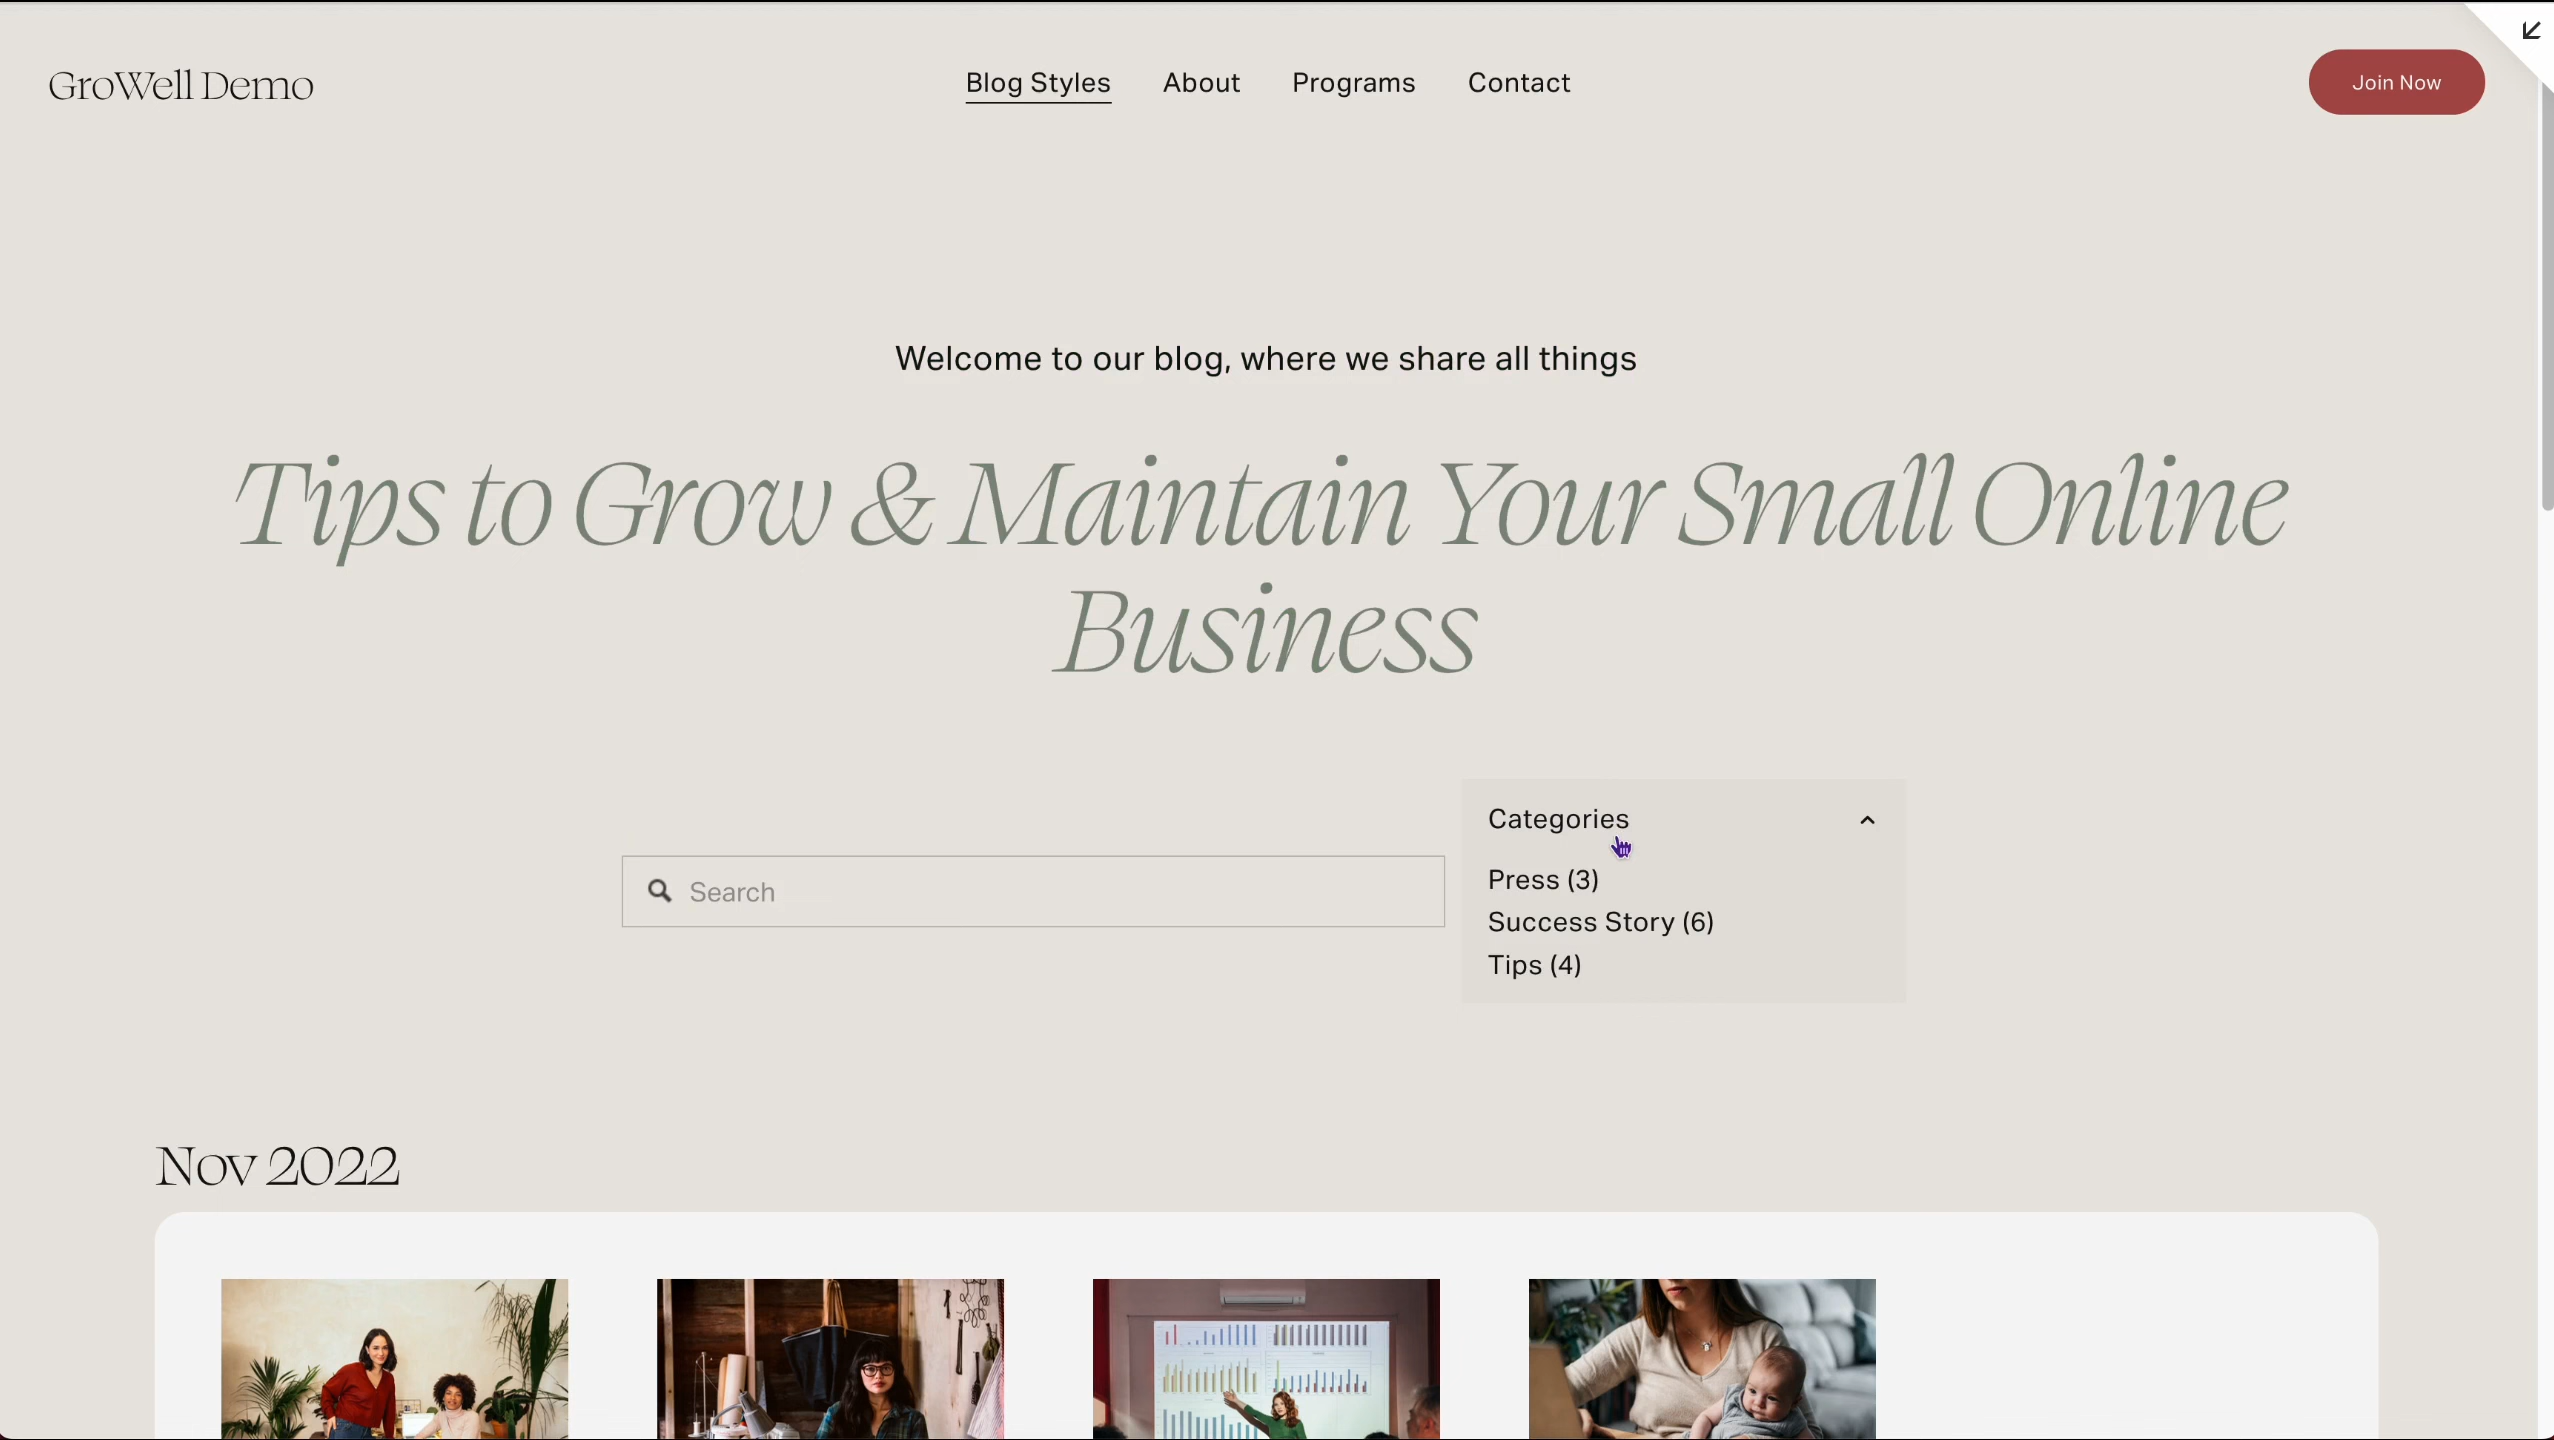 GroWell Demo
Blog Styles
About
Programs
Contact
Join Now
Welcome to our blog, where we share all things
Tips to Grow & Maintain Your Small Online
Business
Search
Categories
Press (3)
Success Story (6)
Tips (4)
Nov 2022